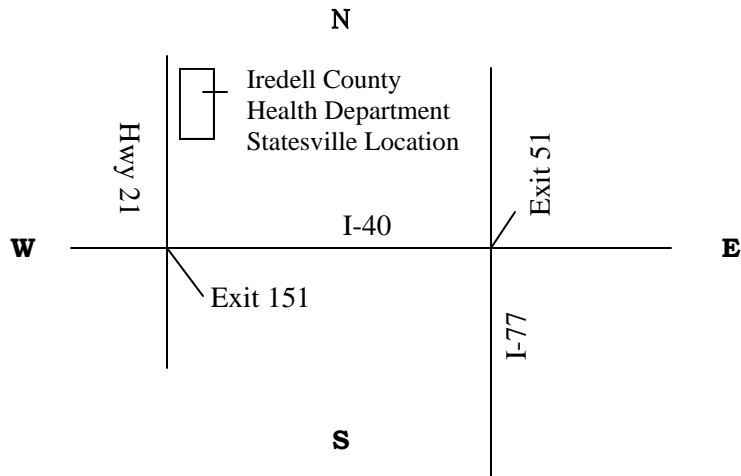 N
Iredell County
Health Department
Statesville Location
Hwy 21
Exit 51
I-40
W
E
Exit 151
I-77
S